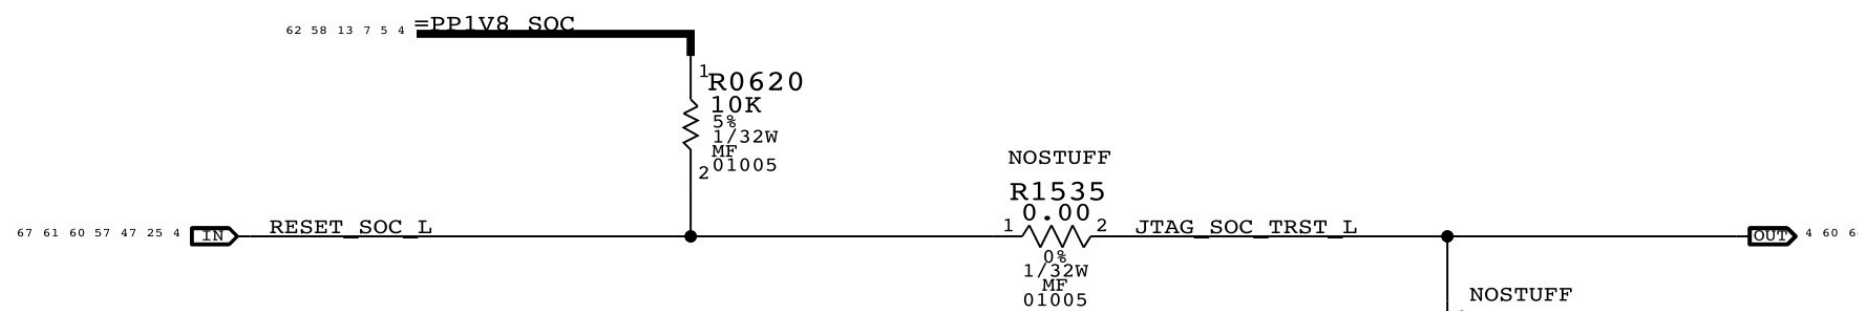 62 58 13 7 5 4 =PP1V8_SOC
1
R0620
10K
5%
1/32W
MF
01005
2
NOSTUFF
R1535
0.00
1 2
0%
1/32W
MF
01005
67 61 60 57 47 25 4 IN RESET_SOC_L
JTAG_SOC_TRST_L
OUT 4 60
NOSTUFF